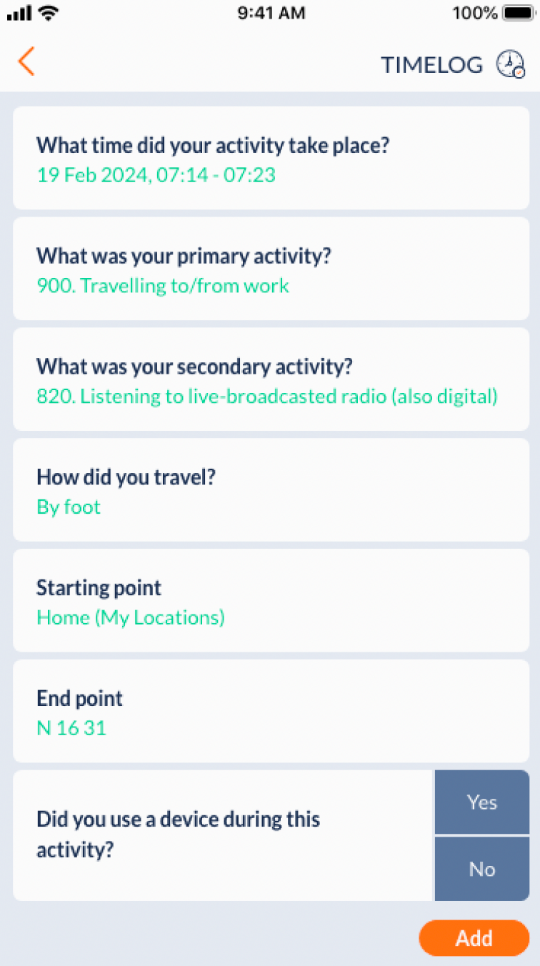 9:41 AM
100%
TIMELOG
What time did your activity take place?
19 Feb 2024, 07:14 - 07:23
What was your primary activity?
900. Travelling to/from work
What was your secondary activity?
820. Listening to live-broadcasted radio (also digital)
How did you travel?
By foot
Starting point
Home (My Locations)
End point
N 16 31
Did you use a device during this
activity?
Yes
No
Add